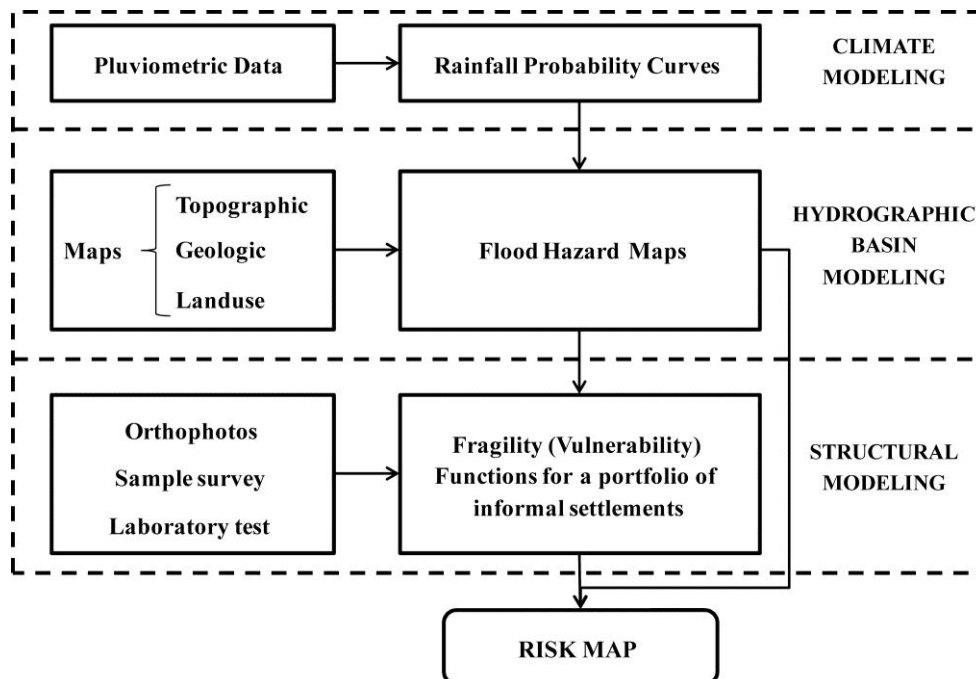 Pluviometric Data
Rainfall Probability Curves
CLIMATE
MODELING
Maps
Topographic
Geologic
Landuse
Flood Hazard Maps
HYDROGRAPHIC
BASIN
MODELING
Orthophotos
Sample survey
Laboratory test
Fragility (Vulnerability)
Functions for a portfolio of
informal settlements
STRUCTURAL
MODELING
RISK MAP